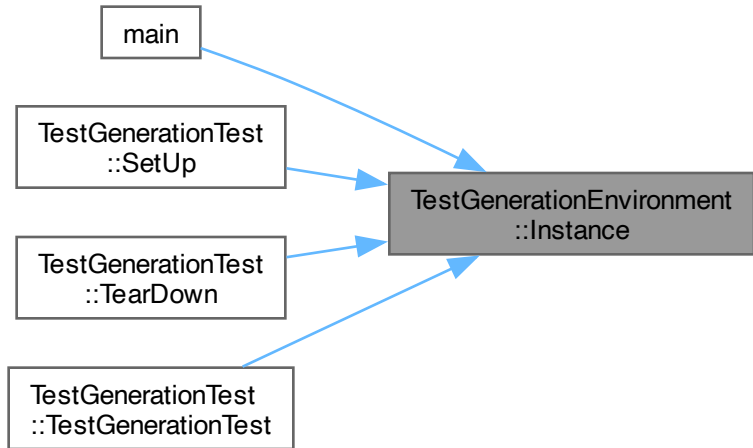 main
TestGenerationTest
::SetUp
TestGenerationEnvironment
::Instance
TestGenerationTest
::TearDown
TestGenerationTest
::TestGenerationTest